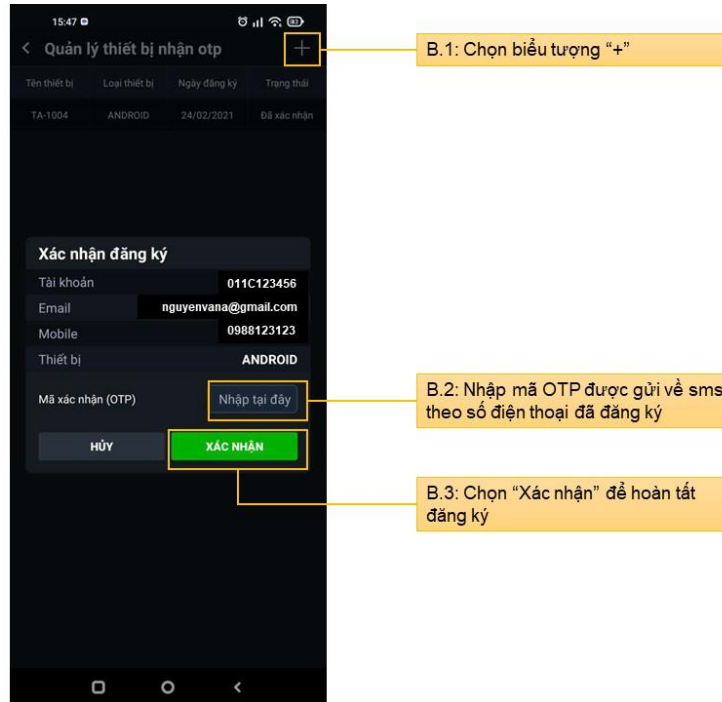 15:47
83
Quản lý thiết bị nhận otp
B.1: Chọn biểu tượng “+”
Tên thiết bị Loại thiết bị Ngày đăng ký Trạng thái
TA-1004 ANDROID 24/02/2021 Đã xác nhận
Xác nhận đăng ký
Tài khoản 011C123456
Email nguyenvana@gmail.com
Mobile 0988123123
Thiết bị ANDROID
Mã xác nhận (OTP) Nhập tại đây
B.2: Nhập mã OTP được gửi về sms
theo số điện thoại đã đăng ký
HỦY XÁC NHẬN
B.3: Chọn “Xác nhận” để hoàn tất
đăng ký